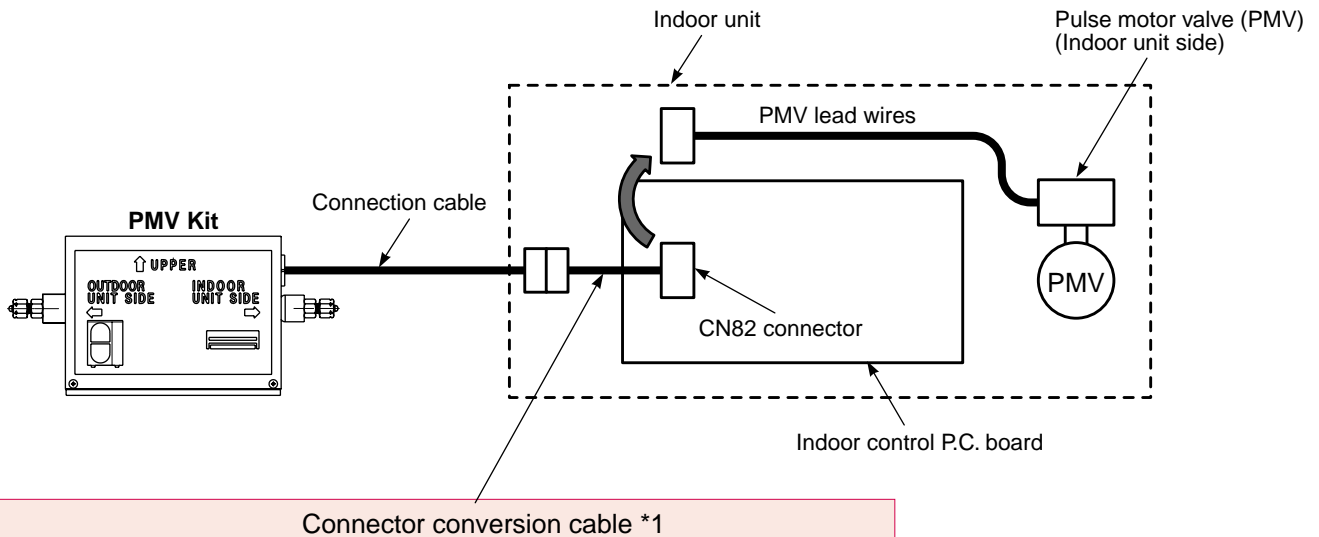 Indoor unit
Pulse motor valve (PMV)
(Indoor unit side)
PMV lead wires
Connection cable
PMV Kit
UPPER
OUTDOOR
UNIT SIDE
INDOOR
UNIT SIDE
PMV
CN82 connector
Indoor control P.C. board
Connector conversion cable *1